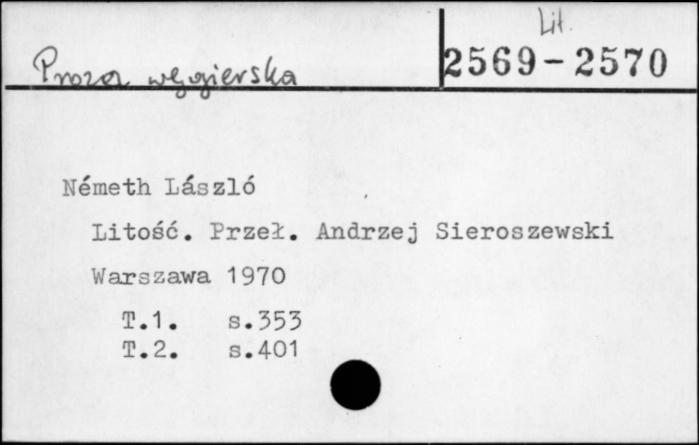 Lit.
Proza węgierska
2569-2570
Németh László
Litość. Przeł. Andrzej Sieroszewski
Warszawa 1970
T.1. s.353
T.2. s.401